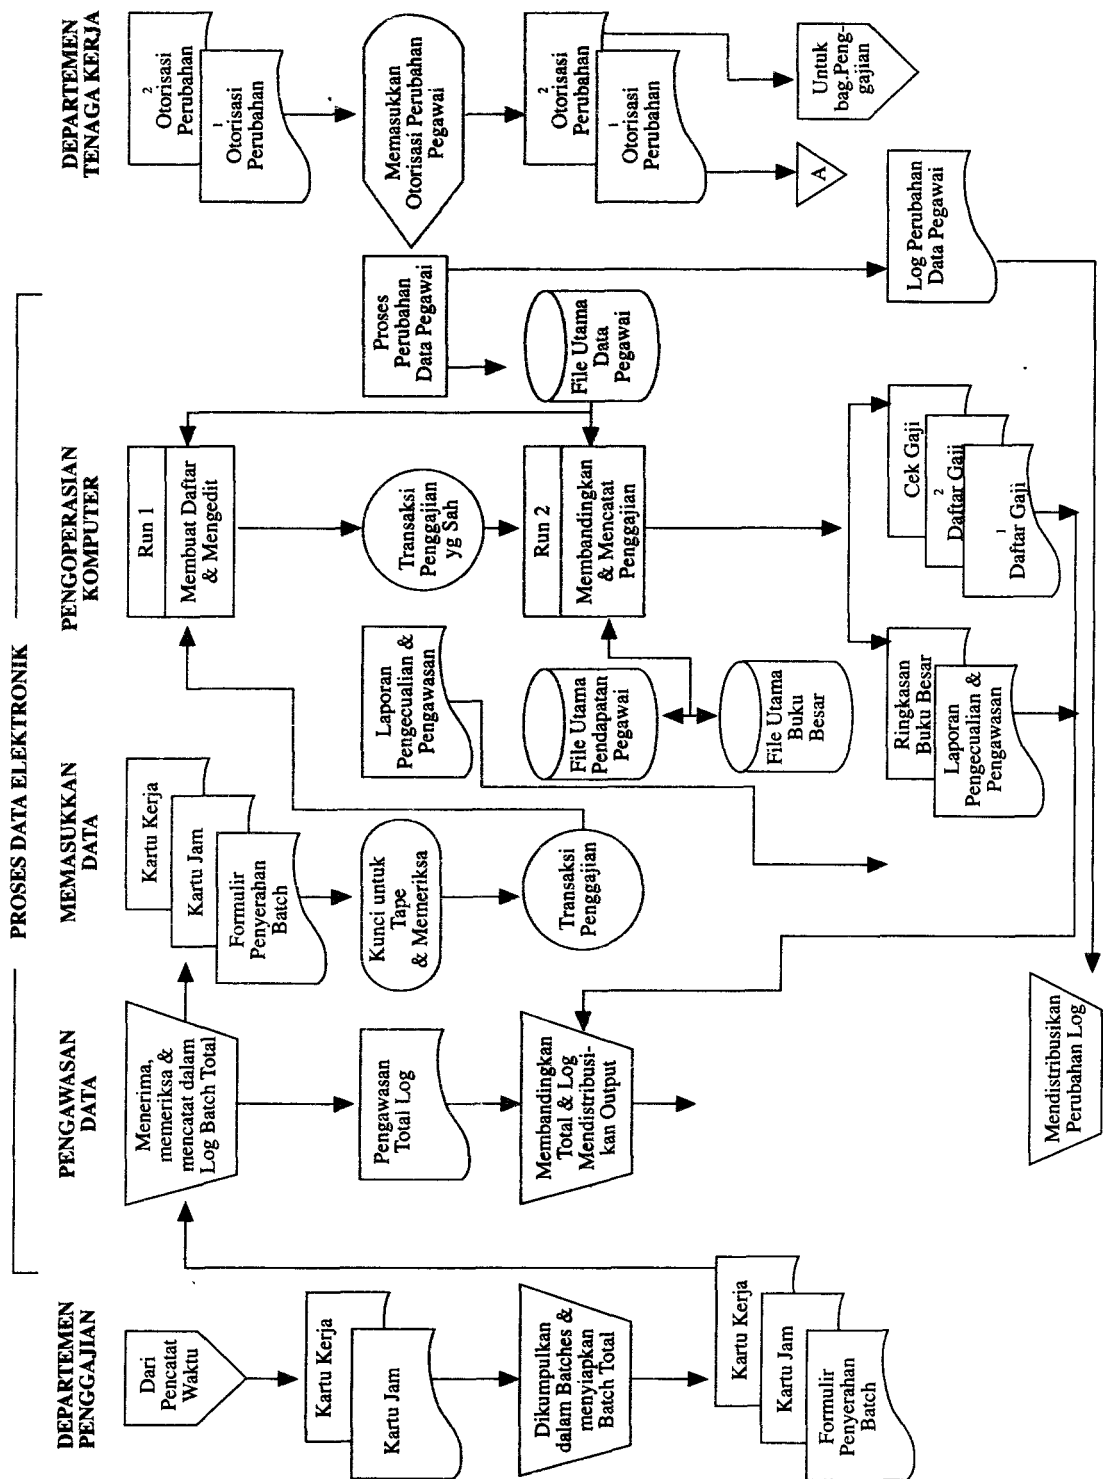 PROSES DATA ELEKTRONIK
DEPARTEMEN
PENGGAJIAN
PENGAWASAN
DATA
MEMASUKKAN
DATA
PENGOPERASIAN
KOMPUTER
DEPARTEMEN
TENAGA KERJA
Dari
Pencatat
Waktu
Kartu Kerja
Kartu Jam
Dikumpulkan
dalam Batches &
menyiapkan
Batch Total
Kartu Kerja
Kartu Jam
Formulir
Penyerahan
Batch
Menerima,
memeriksa &
mencatat dalam
Log Batch Total
Pengawasan
Total Log
Membandingkan
Total & Log
Mendistribusi-
kan Output
Mendistribusikan
Perubahan Log
Kartu Kerja
Kartu Jam
Formulir
Penyerahan
Batch
Kunci untuk
Tape
& Memeriksa
Transaksi
Penggajian
Run 1
Membuat Daftar
& Mengedit
Laporan
Pengecualian &
Pengawasan
Transaksi
Penggajian
yg Sah
Run 2
Membandingkan
& Mencatat
Penggajian
File Utama
Pendapatan
Pegawai
File Utama
Buku
Besar
Ringkasan
Buku Besar
Laporan
Pengecualian &
Pengawasan
Cek Gaji
2
Daftar Gaji
1
Daftar Gaji
Proses
Perubahan
Data Pegawai
File Utama
Data
Pegawai
Log Perubahan
Data Pegawai
2
Otorisasi
Perubahan
1
Otorisasi
Perubahan
Memasukkan
Otorisasi Perubahan
Pegawai
2
Otorisasi
Perubahan
1
Otorisasi
Perubahan
A
Untuk
bag.Peng-
gajian